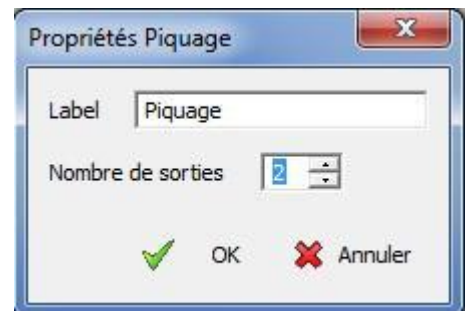 Propriétés Piquage
Label Piquage
Nombre de sorties 2
OK Annuler